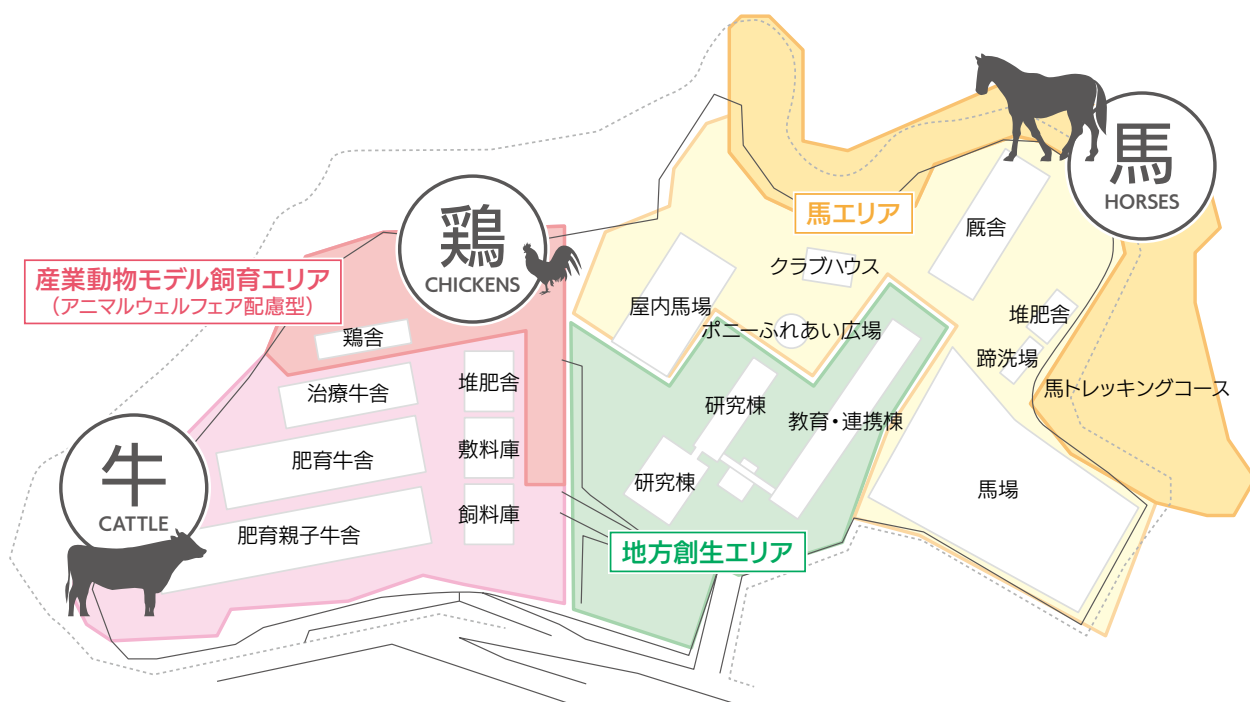 馬
HORSES
馬エリア
厩舎
クラブハウス
屋内馬場
ポニーふれあい広場
堆肥舎
蹄洗場
馬トレッキングコース
馬場
鶏
CHICKENS
産業動物モデル飼育エリア
(アニマルウェルフェア配慮型)
鶏舎
治療牛舎
堆肥舎
肥育牛舎
敷料庫
肥育親子牛舎
飼料庫
牛
CATTLE
研究棟
教育・連携棟
研究棟
地方創生エリア